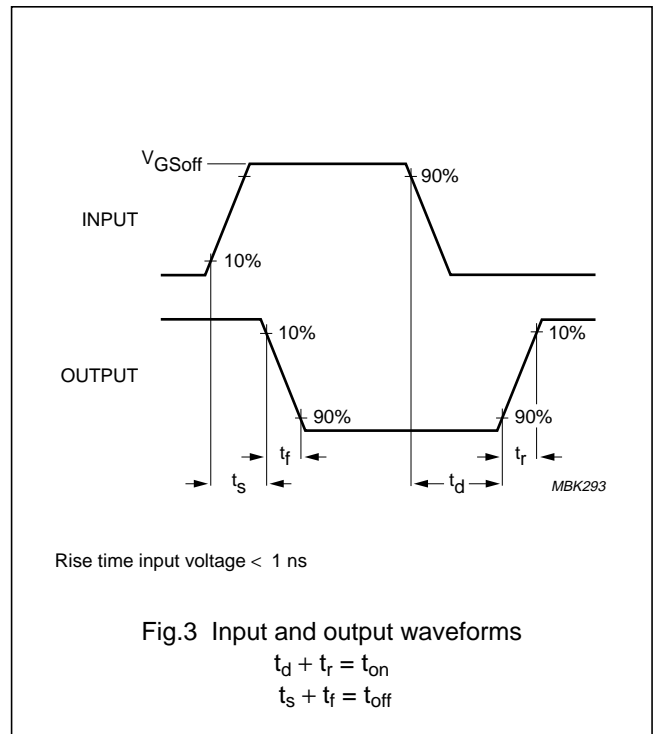 VGSoff
90%
INPUT
10%
10%
10%
OUTPUT
90%
90%
tf
tr
ts
td
MBK293
Rise time input voltage < 1 ns
Fig.3 Input and output waveforms
td + tr = ton
ts + tf = toff